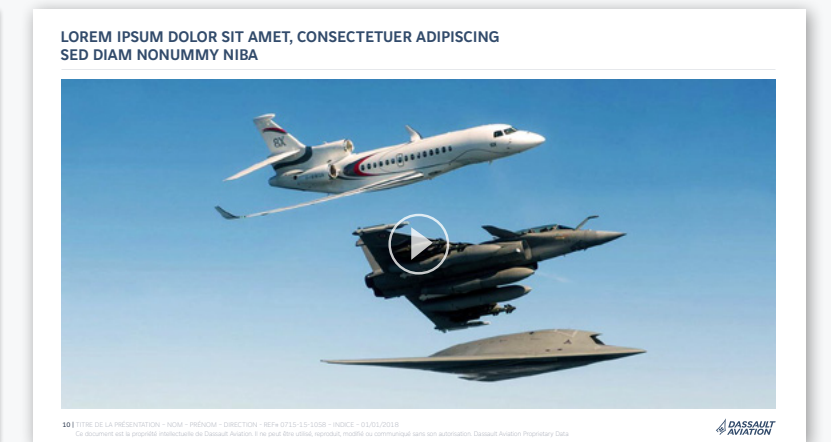 LOREM IPSUM DOLOR SIT AMET, CONSECTETUER ADIPISCING
SED DIAM NONUMMY NIBA
8X
10 | TITRE DE LA PRÉSENTATION – NOM – PRÉNOM – DIRECTION - REFe 0715-15-1058 – INDICE – 01/01/2018
Ce document est la propriété intellectuelle de Dassault Aviation. Il ne peut être utilisé, reproduit, modifié ou communiqué sans son autorisation. Dassault Aviation Proprietary Data
DASSAULT
AVIATION